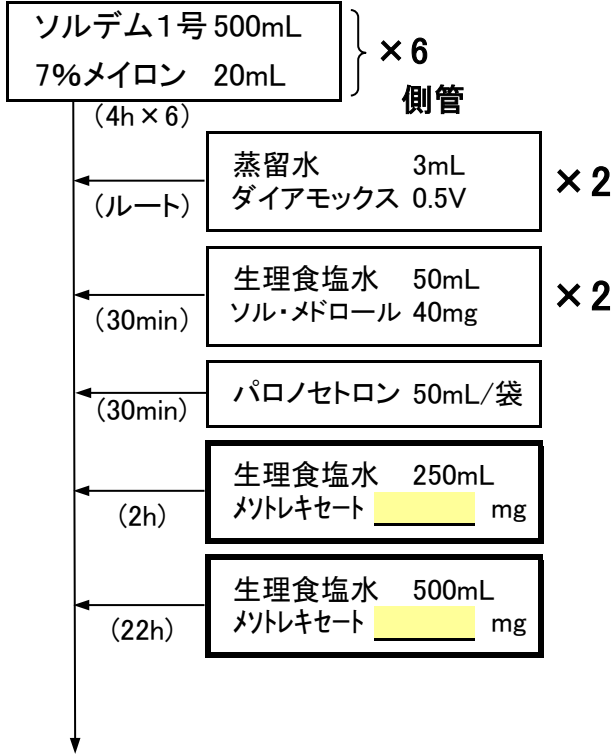 ソルデム１号 500mL
7%メイロン 20mL
×6
側管
(4h×6)
蒸留水 3mL
ダイアモックス 0.5V
×2
(ルート)
生理食塩水 50mL
ソル・メドロール 40mg
×2
(30min)
パロノセトロン 50mL/袋
(30min)
生理食塩水 250mL
メソトレキセート mg
(2h)
生理食塩水 500mL
メソトレキセート mg
(22h)